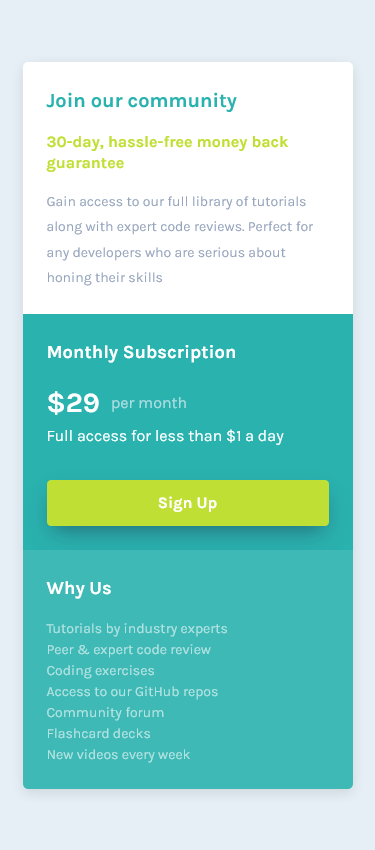 Join our community
30-day, hassle-free money back
guarantee
Gain access to our full library of tutorials
along with expert code reviews. Perfect for
any developers who are serious about
honing their skills
Monthly Subscription
$29 per month
Full access for less than $1 a day
Sign Up
Why Us
Tutorials by industry experts
Peer & expert code review
Coding exercises
Access to our GitHub repos
Community forum
Flashcard decks
New videos every week